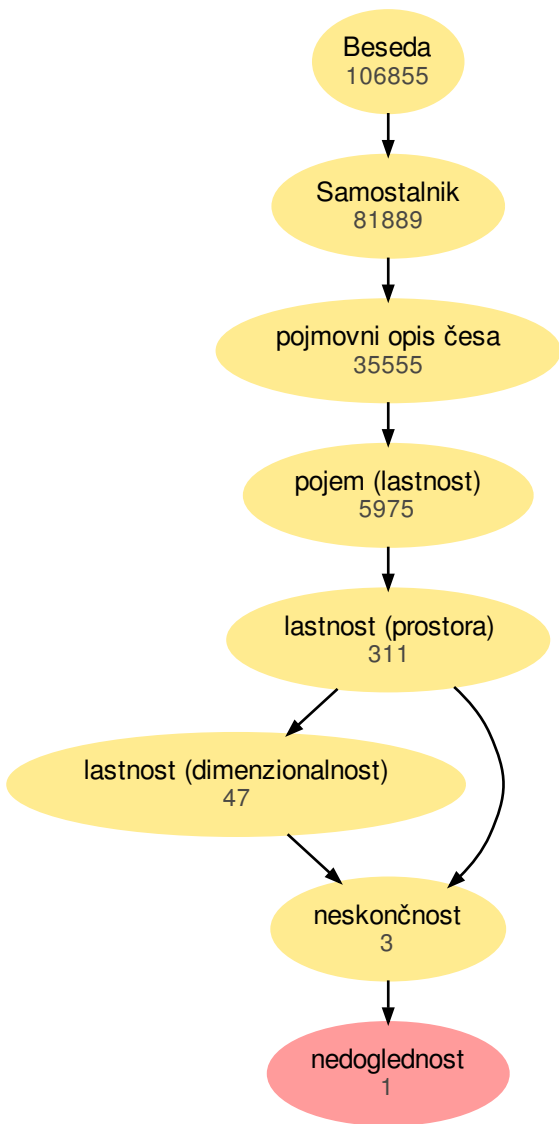 Beseda
106855
Samostalnik
81889
pojmovni opis česa
35555
pojem (lastnost)
5975
lastnost (prostora)
311
lastnost (dimenzionalnost)
47
neskončnost
3
nedoglednost
1